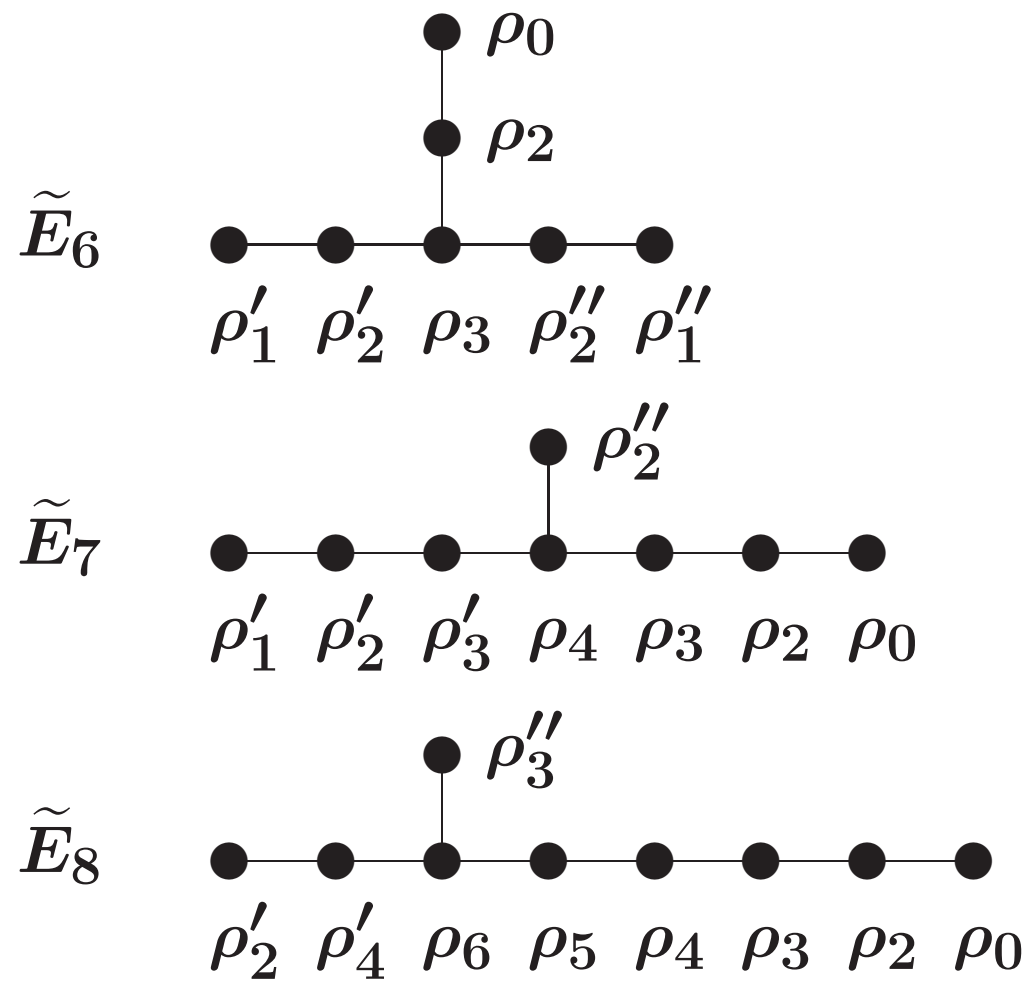 ρ₀
ρ₂
Ẽ₆
ρ′₁ ρ′₂ ρ₃ ρ″₂ ρ″₁
ρ″₂
Ẽ₇
ρ′₁ ρ′₂ ρ′₃ ρ₄ ρ₃ ρ₂ ρ₀
ρ″₃
Ẽ₈
ρ′₂ ρ′₄ ρ₆ ρ₅ ρ₄ ρ₃ ρ₂ ρ₀